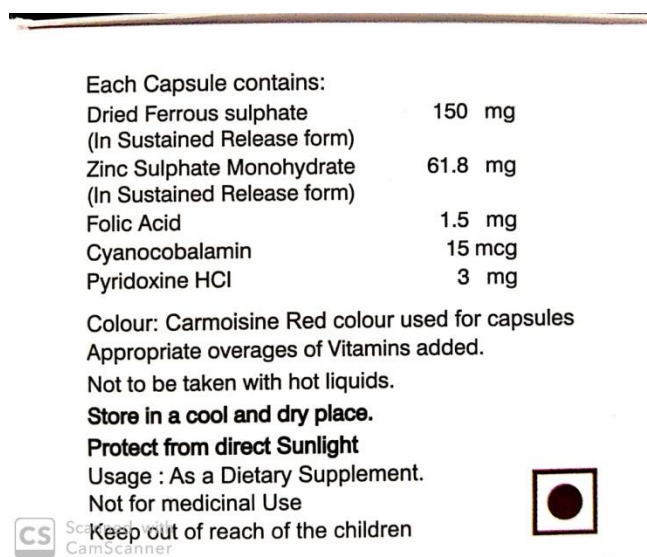 Each Capsule contains:
Dried Ferrous sulphate 150 mg
(In Sustained Release form)
Zinc Sulphate Monohydrate 61.8 mg
(In Sustained Release form)
Folic Acid 1.5 mg
Cyanocobalamin 15 mcg
Pyridoxine HCl 3 mg
Colour: Carmoisine Red colour used for capsules
Appropriate overages of Vitamins added.
Not to be taken with hot liquids.
Store in a cool and dry place.
Protect from direct Sunlight
Usage : As a Dietary Supplement.
Not for medicinal Use
Keep out of reach of the children
CS Scanned with
CamScanner